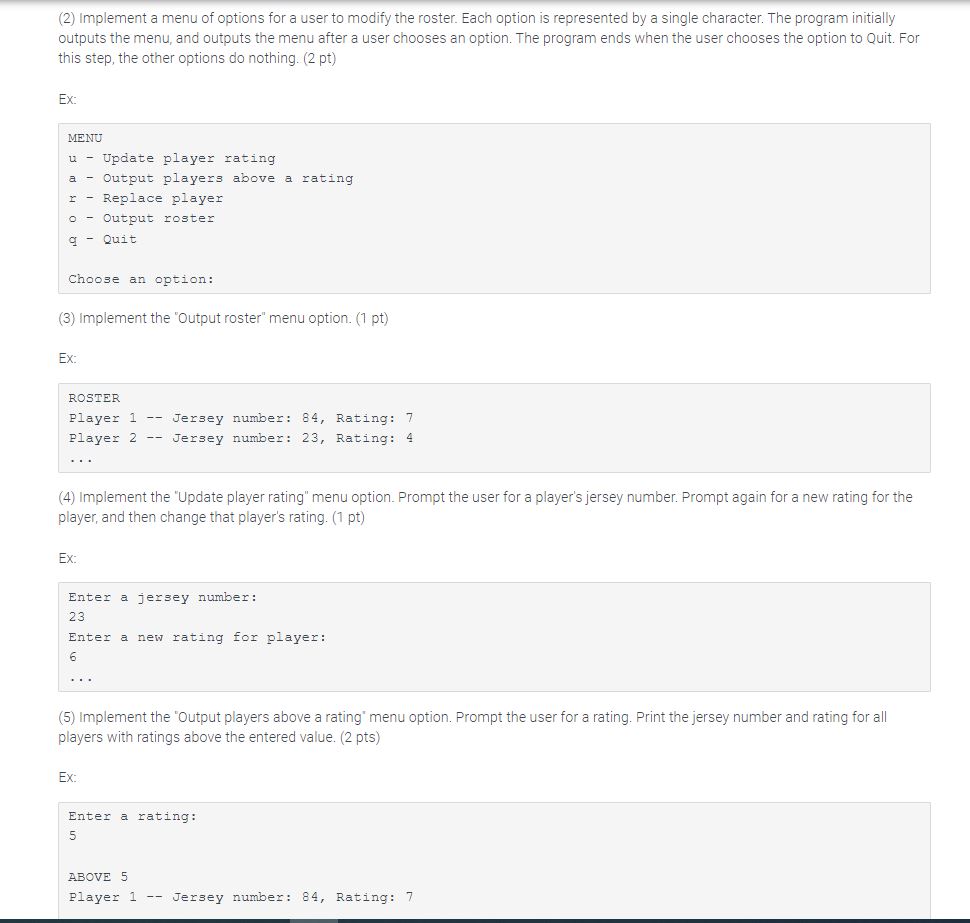 (2) Implement a menu of options for a user to modify the roster. Each option is represented by a single character. The program initially
outputs the menu, and outputs the menu after a user chooses an option. The program ends when the user chooses the option to Quit. For
this step, the other options do nothing. (2 pt)
Ex:
MENU
u - Update player rating
a - Output players above a rating
r - Replace player
o - Output roster
q - Quit
Choose an option:
(3) Implement the "Output roster" menu option. (1 pt)
Ex:
ROSTER
Player 1 -- Jersey number: 84, Rating: 7
Player 2 -- Jersey number: 23, Rating: 4
...
(4) Implement the "Update player rating" menu option. Prompt the user for a player's jersey number. Prompt again for a new rating for the
player, and then change that player's rating. (1 pt)
Ex:
Enter a jersey number:
23
Enter a new rating for player:
6
...
(5) Implement the "Output players above a rating" menu option. Prompt the user for a rating. Print the jersey number and rating for all
players with ratings above the entered value. (2 pts)
Ex:
Enter a rating:
5
ABOVE 5
Player 1 -- Jersey number: 84, Rating: 7